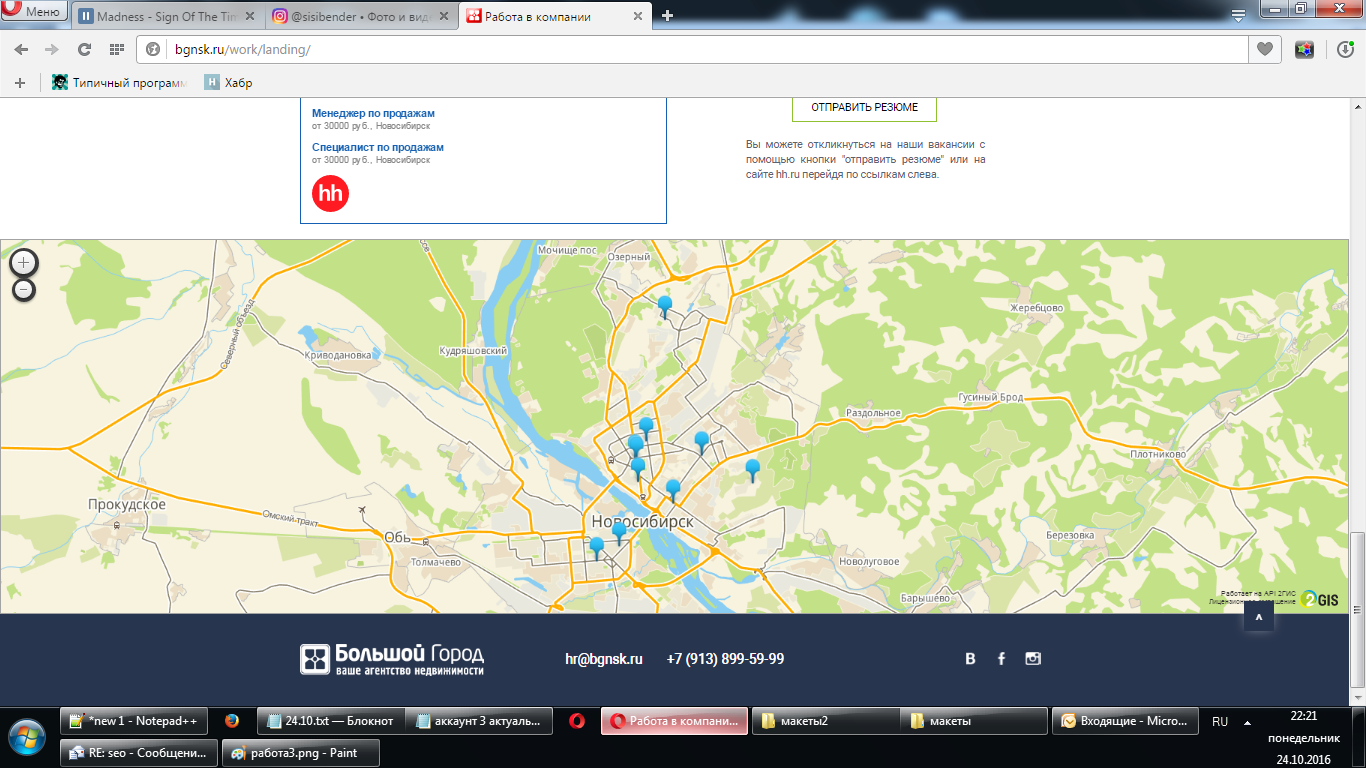 Меню
Madness - Sign Of The Tim
@sisibender • Фото и виде
Работа в компании
bgnsk.ru/work/landing/
Типичный программ
Хабр
Менеджер по продажам
от 30000 руб., Новосибирск
Специалист по продажам
от 30000 руб., Новосибирск
hh
ОТПРАВИТЬ РЕЗЮМЕ
Вы можете откликнуться на наши вакансии с
помощью кнопки "отправить резюме" или на
сайте hh.ru перейдя по ссылкам слева.
Мочище пос
Озерный
Жеребцово
Северный объезд
Криводановка
Кудряшовский
Гусиный Брод
Раздольное
Плотниково
Прокудское
Омский тракт
Новосибирск
Обь
Толмачево
Березовка
Новолуговое
Барышево
Работает на API 2ГИС
Лицензионное соглашение
2GIS
Большой Город
ваше агентство недвижимости
hr@bgnsk.ru
+7 (913) 899-59-99
*new 1 - Notepad++
24.10.txt — Блокнот
аккаунт 3 актуаль...
Работа в компани...
макеты2
макеты
Входящие - Micro...
RU
22:21
понедельник
24.10.2016
RE: seo - Сообщени...
работа3.png - Paint